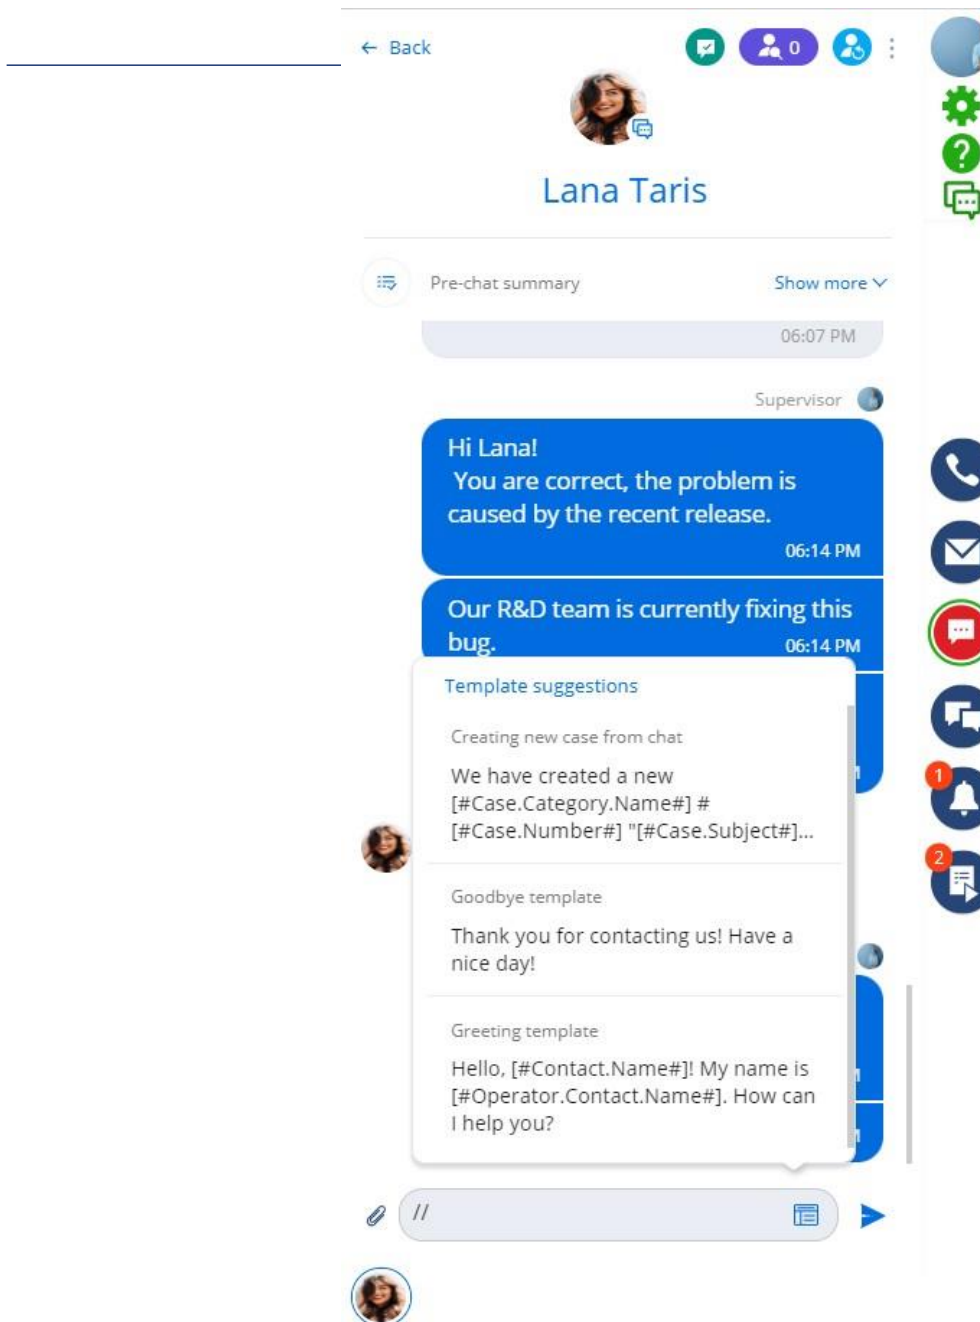 ← Back
0
Lana Taris
Pre-chat summary
Show more
06:07 PM
Supervisor
Hi Lana!
You are correct, the problem is
caused by the recent release.
06:14 PM
Our R&D team is currently fixing this
bug.
06:14 PM
Template suggestions
Creating new case from chat
We have created a new
[#Case.Category.Name#] #
[#Case.Number#] "[#Case.Subject#]...
Goodbye template
Thank you for contacting us! Have a
nice day!
Greeting template
Hello, [#Contact.Name#]! My name is
[#Operator.Contact.Name#]. How can
I help you?
//
?
1
2